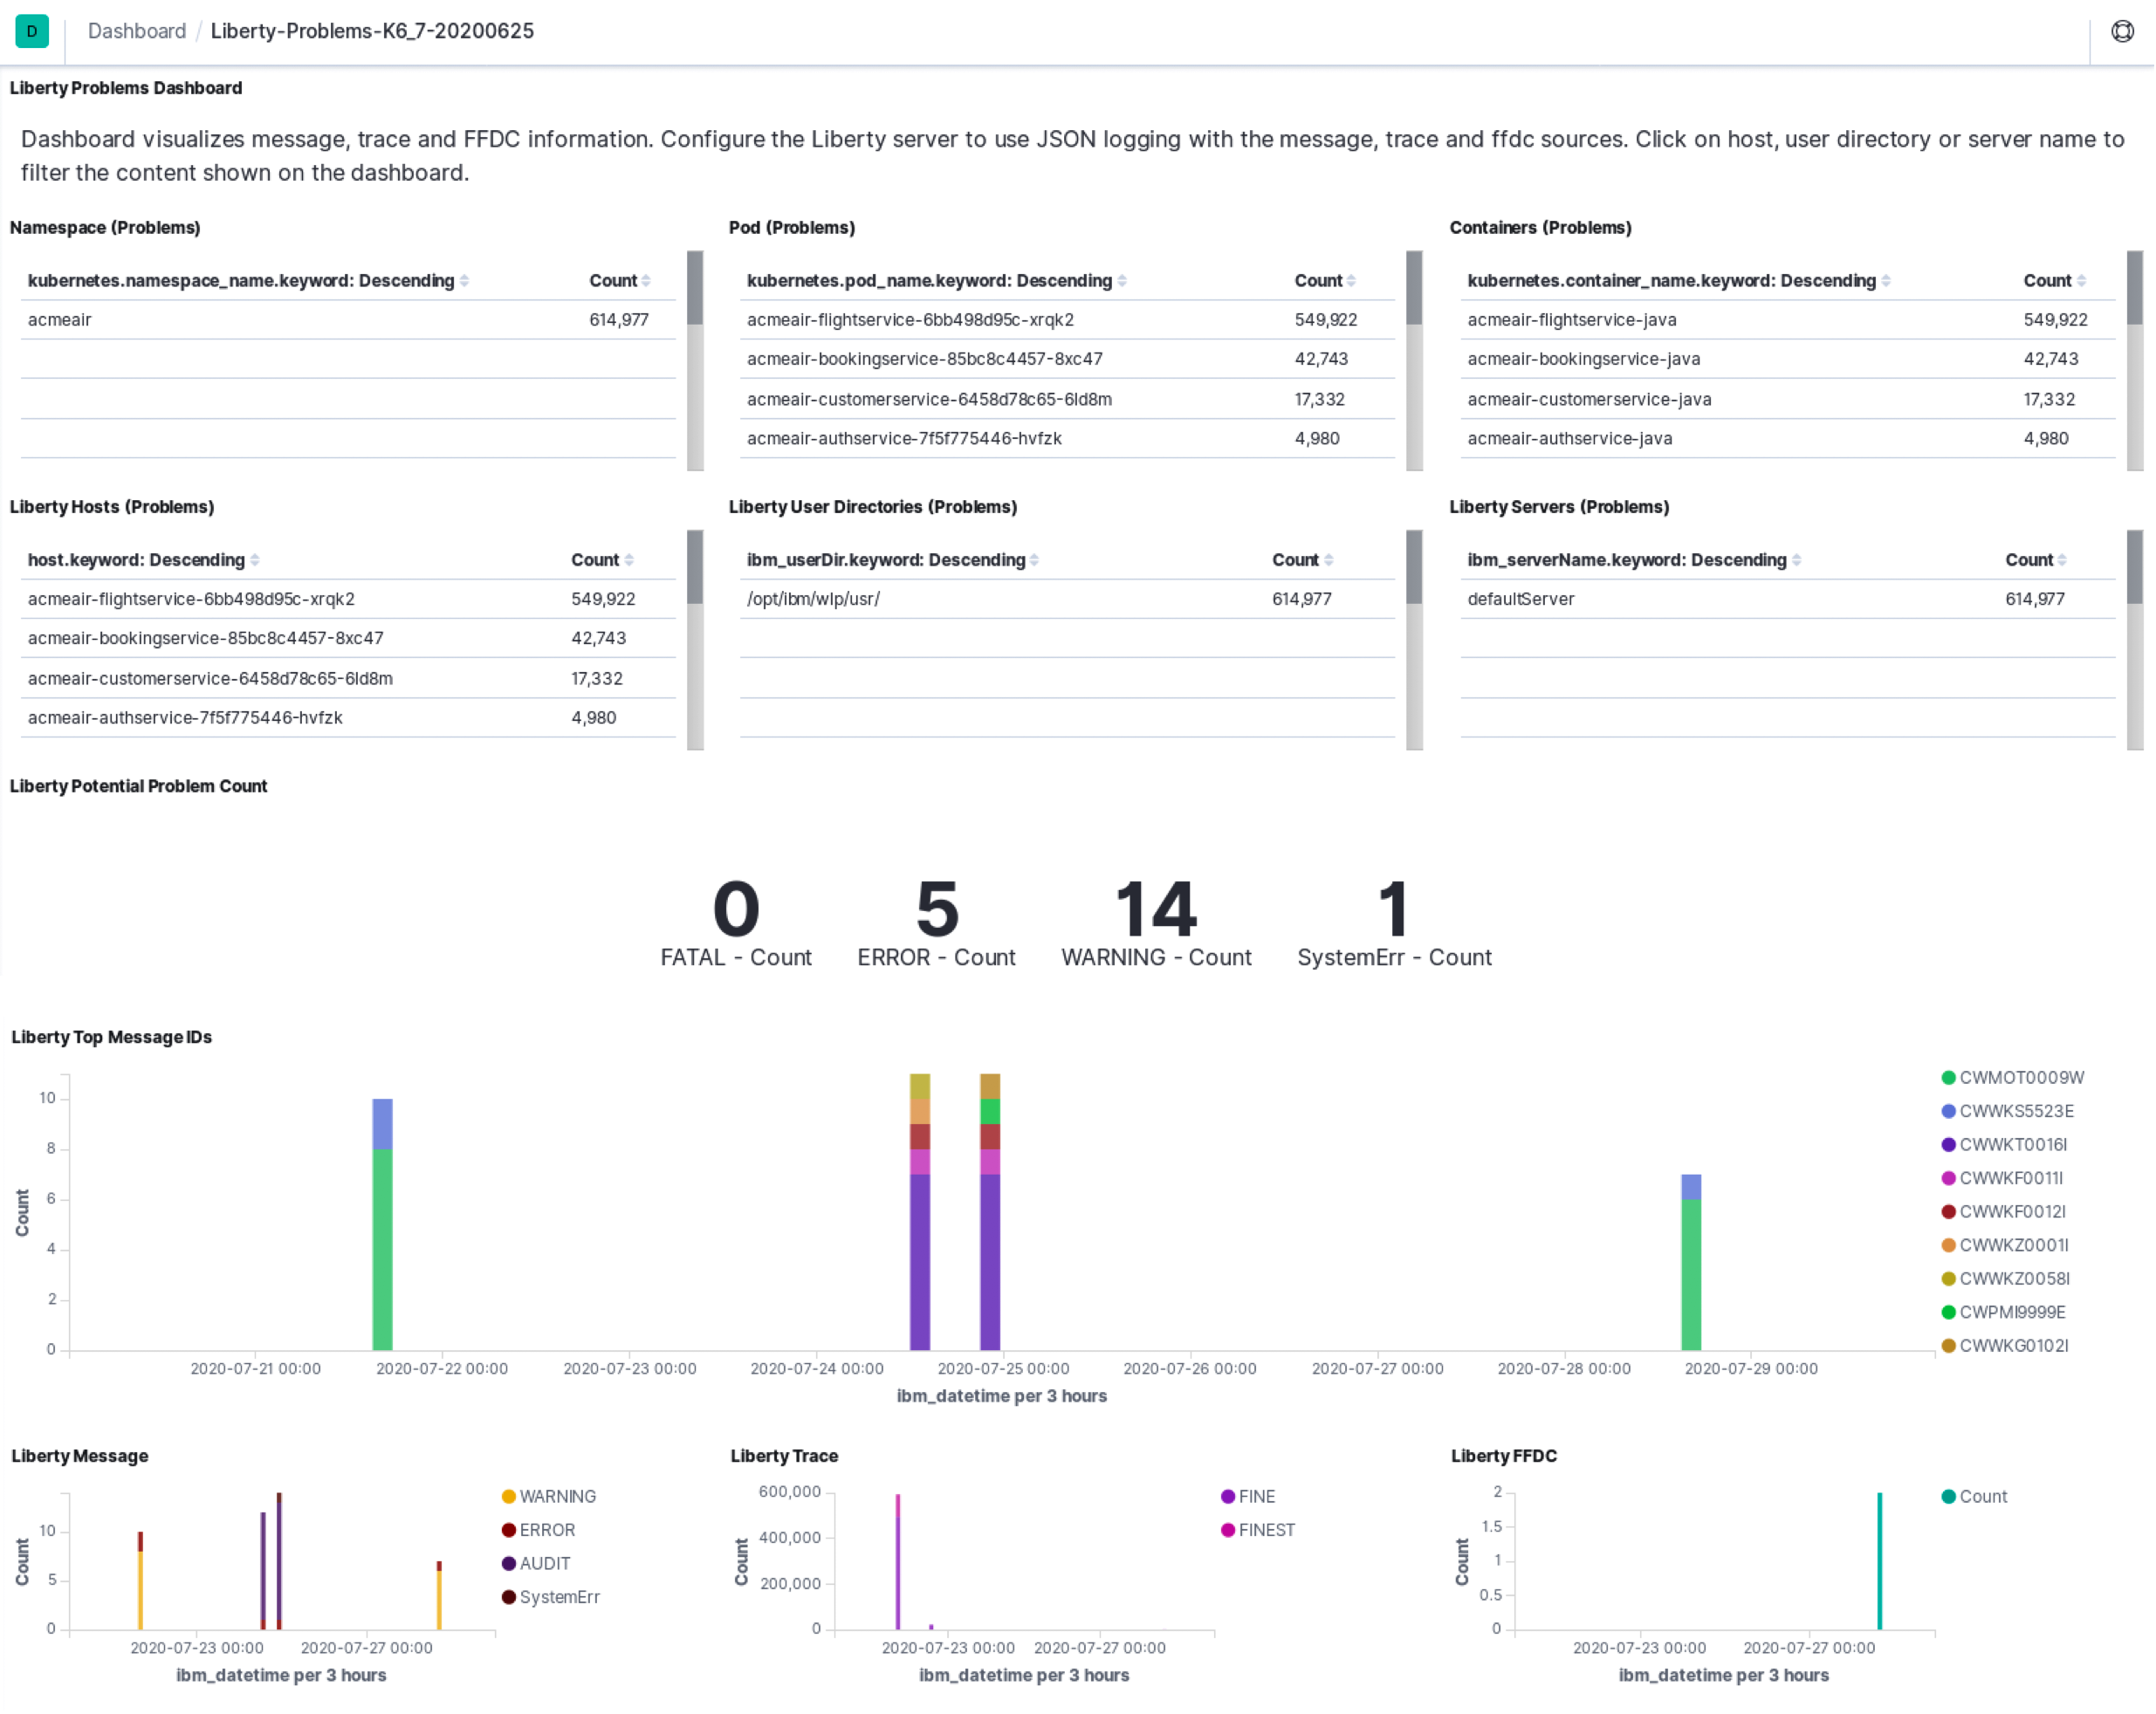 D
Dashboard / Liberty-Problems-K6_7-20200625
Liberty Problems Dashboard
Dashboard visualizes message, trace and FFDC information. Configure the Liberty server to use JSON logging with the message, trace and ffdc sources. Click on host, user directory or server name to
filter the content shown on the dashboard.
Namespace (Problems)
kubernetes.namespace_name.keyword: Descending Count
acmeair 614,977
Pod (Problems)
kubernetes.pod_name.keyword: Descending Count
acmeair-flightservice-6bb498d95c-xrqk2 549,922
acmeair-bookingservice-85bc8c4457-8xc47 42,743
acmeair-customerservice-6458d78c65-6ld8m 17,332
acmeair-authservice-7f5f775446-hvfzk 4,980
Containers (Problems)
kubernetes.container_name.keyword: Descending Count
acmeair-flightservice-java 549,922
acmeair-bookingservice-java 42,743
acmeair-customerservice-java 17,332
acmeair-authservice-java 4,980
Liberty Hosts (Problems)
host.keyword: Descending Count
acmeair-flightservice-6bb498d95c-xrqk2 549,922
acmeair-bookingservice-85bc8c4457-8xc47 42,743
acmeair-customerservice-6458d78c65-6ld8m 17,332
acmeair-authservice-7f5f775446-hvfzk 4,980
Liberty User Directories (Problems)
ibm_userDir.keyword: Descending Count
/opt/ibm/wlp/usr/ 614,977
Liberty Servers (Problems)
ibm_serverName.keyword: Descending Count
defaultServer 614,977
Liberty Potential Problem Count
0 5 14 1
FATAL - Count ERROR - Count WARNING - Count SystemErr - Count
Liberty Top Message IDs
10
8
6
4
2
0
Count
2020-07-21 00:00 2020-07-22 00:00 2020-07-23 00:00 2020-07-24 00:00 2020-07-25 00:00 2020-07-26 00:00 2020-07-27 00:00 2020-07-28 00:00 2020-07-29 00:00
ibm_datetime per 3 hours
CWMOT0009W
CWWKS5523E
CWWKT0016I
CWWKF0011I
CWWKF0012I
CWWKZ0001I
CWWKZ0058I
CWPMI9999E
CWWKG0102I
Liberty Message
10
5
0
Count
2020-07-23 00:00 2020-07-27 00:00
ibm_datetime per 3 hours
WARNING
ERROR
AUDIT
SystemErr
Liberty Trace
600,000
400,000
200,000
0
Count
2020-07-23 00:00 2020-07-27 00:00
ibm_datetime per 3 hours
FINE
FINEST
Liberty FFDC
2
1.5
1
0.5
0
Count
2020-07-23 00:00 2020-07-27 00:00
ibm_datetime per 3 hours
Count